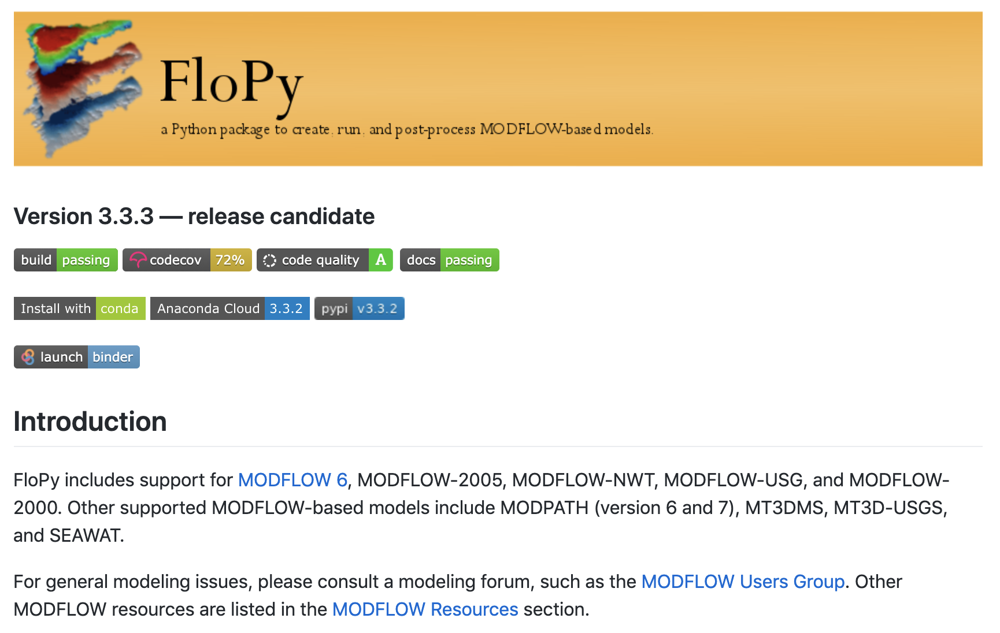 FloPy
a Python package to create, run, and post-process MODFLOW-based models.
Version 3.3.3 — release candidate
build passing codecov 72% code quality A docs passing
Install with conda Anaconda Cloud 3.3.2 pypi v3.3.2
launch binder
Introduction
FloPy includes support for MODFLOW 6, MODFLOW-2005, MODFLOW-NWT, MODFLOW-USG, and MODFLOW-
2000. Other supported MODFLOW-based models include MODPATH (version 6 and 7), MT3DMS, MT3D-USGS,
and SEAWAT.
For general modeling issues, please consult a modeling forum, such as the MODFLOW Users Group. Other
MODFLOW resources are listed in the MODFLOW Resources section.